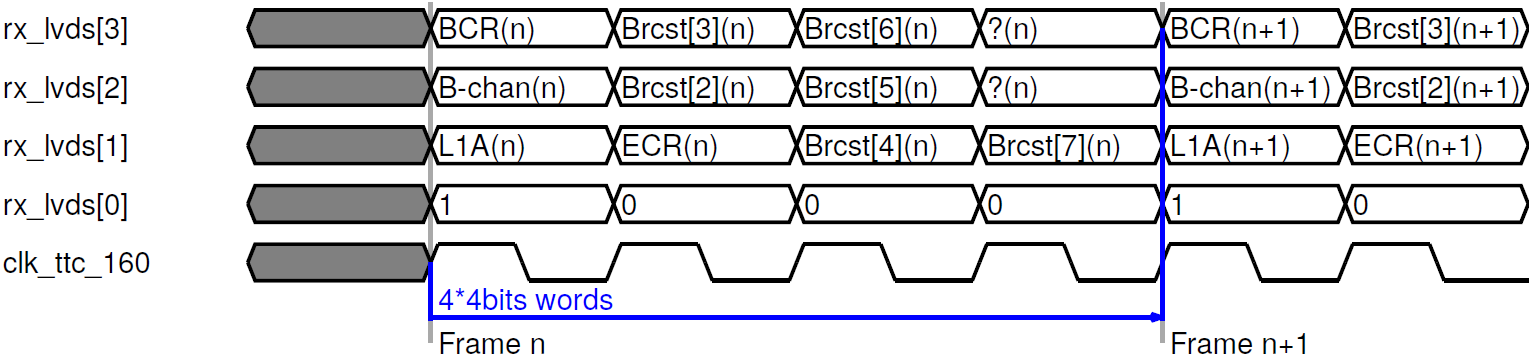 rx_lvds[3] BCR(n) Brcst[3](n) Brcst[6](n) ?(n) BCR(n+1) Brcst[3](n+1)
rx_lvds[2] B-chan(n) Brcst[2](n) Brcst[5](n) ?(n) B-chan(n+1) Brcst[2](n+1)
rx_lvds[1] L1A(n) ECR(n) Brcst[4](n) Brcst[7](n) L1A(n+1) ECR(n+1)
rx_lvds[0] 1 0 0 0 1 0
clk_ttc_160
4*4bits words
Frame n Frame n+1